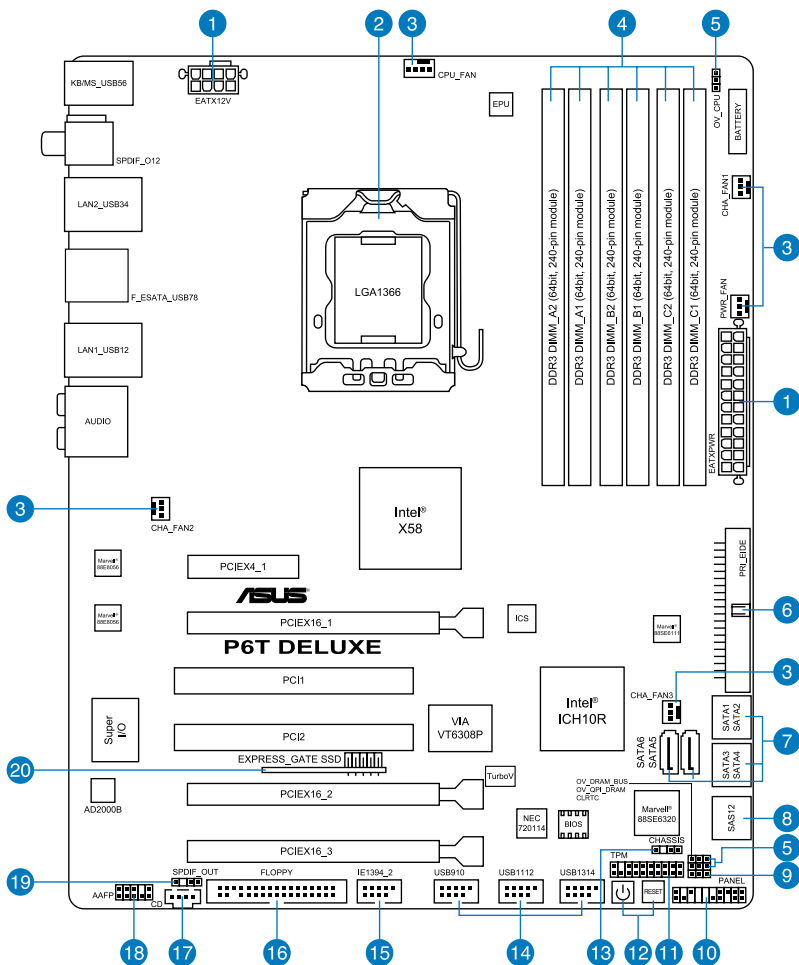 1
2
3
4
5
KB/MS_USB56
EATX12V
CPU_FAN
EPU
OV_CPU
BATTERY
SPDIF_O12
LAN2_USB34
F_ESATA_USB78
LAN1_USB12
AUDIO
LGA1366
DDR3 DIMM_A2 (64bit, 240-pin module)
DDR3 DIMM_A1 (64bit, 240-pin module)
DDR3 DIMM_B2 (64bit, 240-pin module)
DDR3 DIMM_B1 (64bit, 240-pin module)
DDR3 DIMM_C2 (64bit, 240-pin module)
DDR3 DIMM_C1 (64bit, 240-pin module)
CHA_FAN1
3
PWR_FAN
1
EATXPWR
3
CHA_FAN2
Intel®
X58
Marvell®
88E8056
Marvell®
88E8056
PCIEX4_1
ASUS
PCIEX16_1
P6T DELUXE
ICS
Marvell®
88SE6111
PRI_EIDE
6
PCI1
Super
I/O
PCI2
VIA
VT6308P
Intel®
ICH10R
CHA_FAN3
3
SATA1
SATA2
SATA6
SATA5
SATA3
SATA4
7
EXPRESS_GATE SSD
20
TurboV
AD2000B
PCIEX16_2
NEC
720114
BIOS
OV_DRAM_BUS
OV_QPI_DRAM
CLRTC
Marvell®
88SE6320
SAS12
8
PCIEX16_3
CHASSIS
13
TPM
5
9
PANEL
19
SPDIF_OUT
AAFP
CD
FLOPPY
IE1394_2
USB910
USB1112
USB1314
RESET
18
17
16
15
14
13
12
11
10